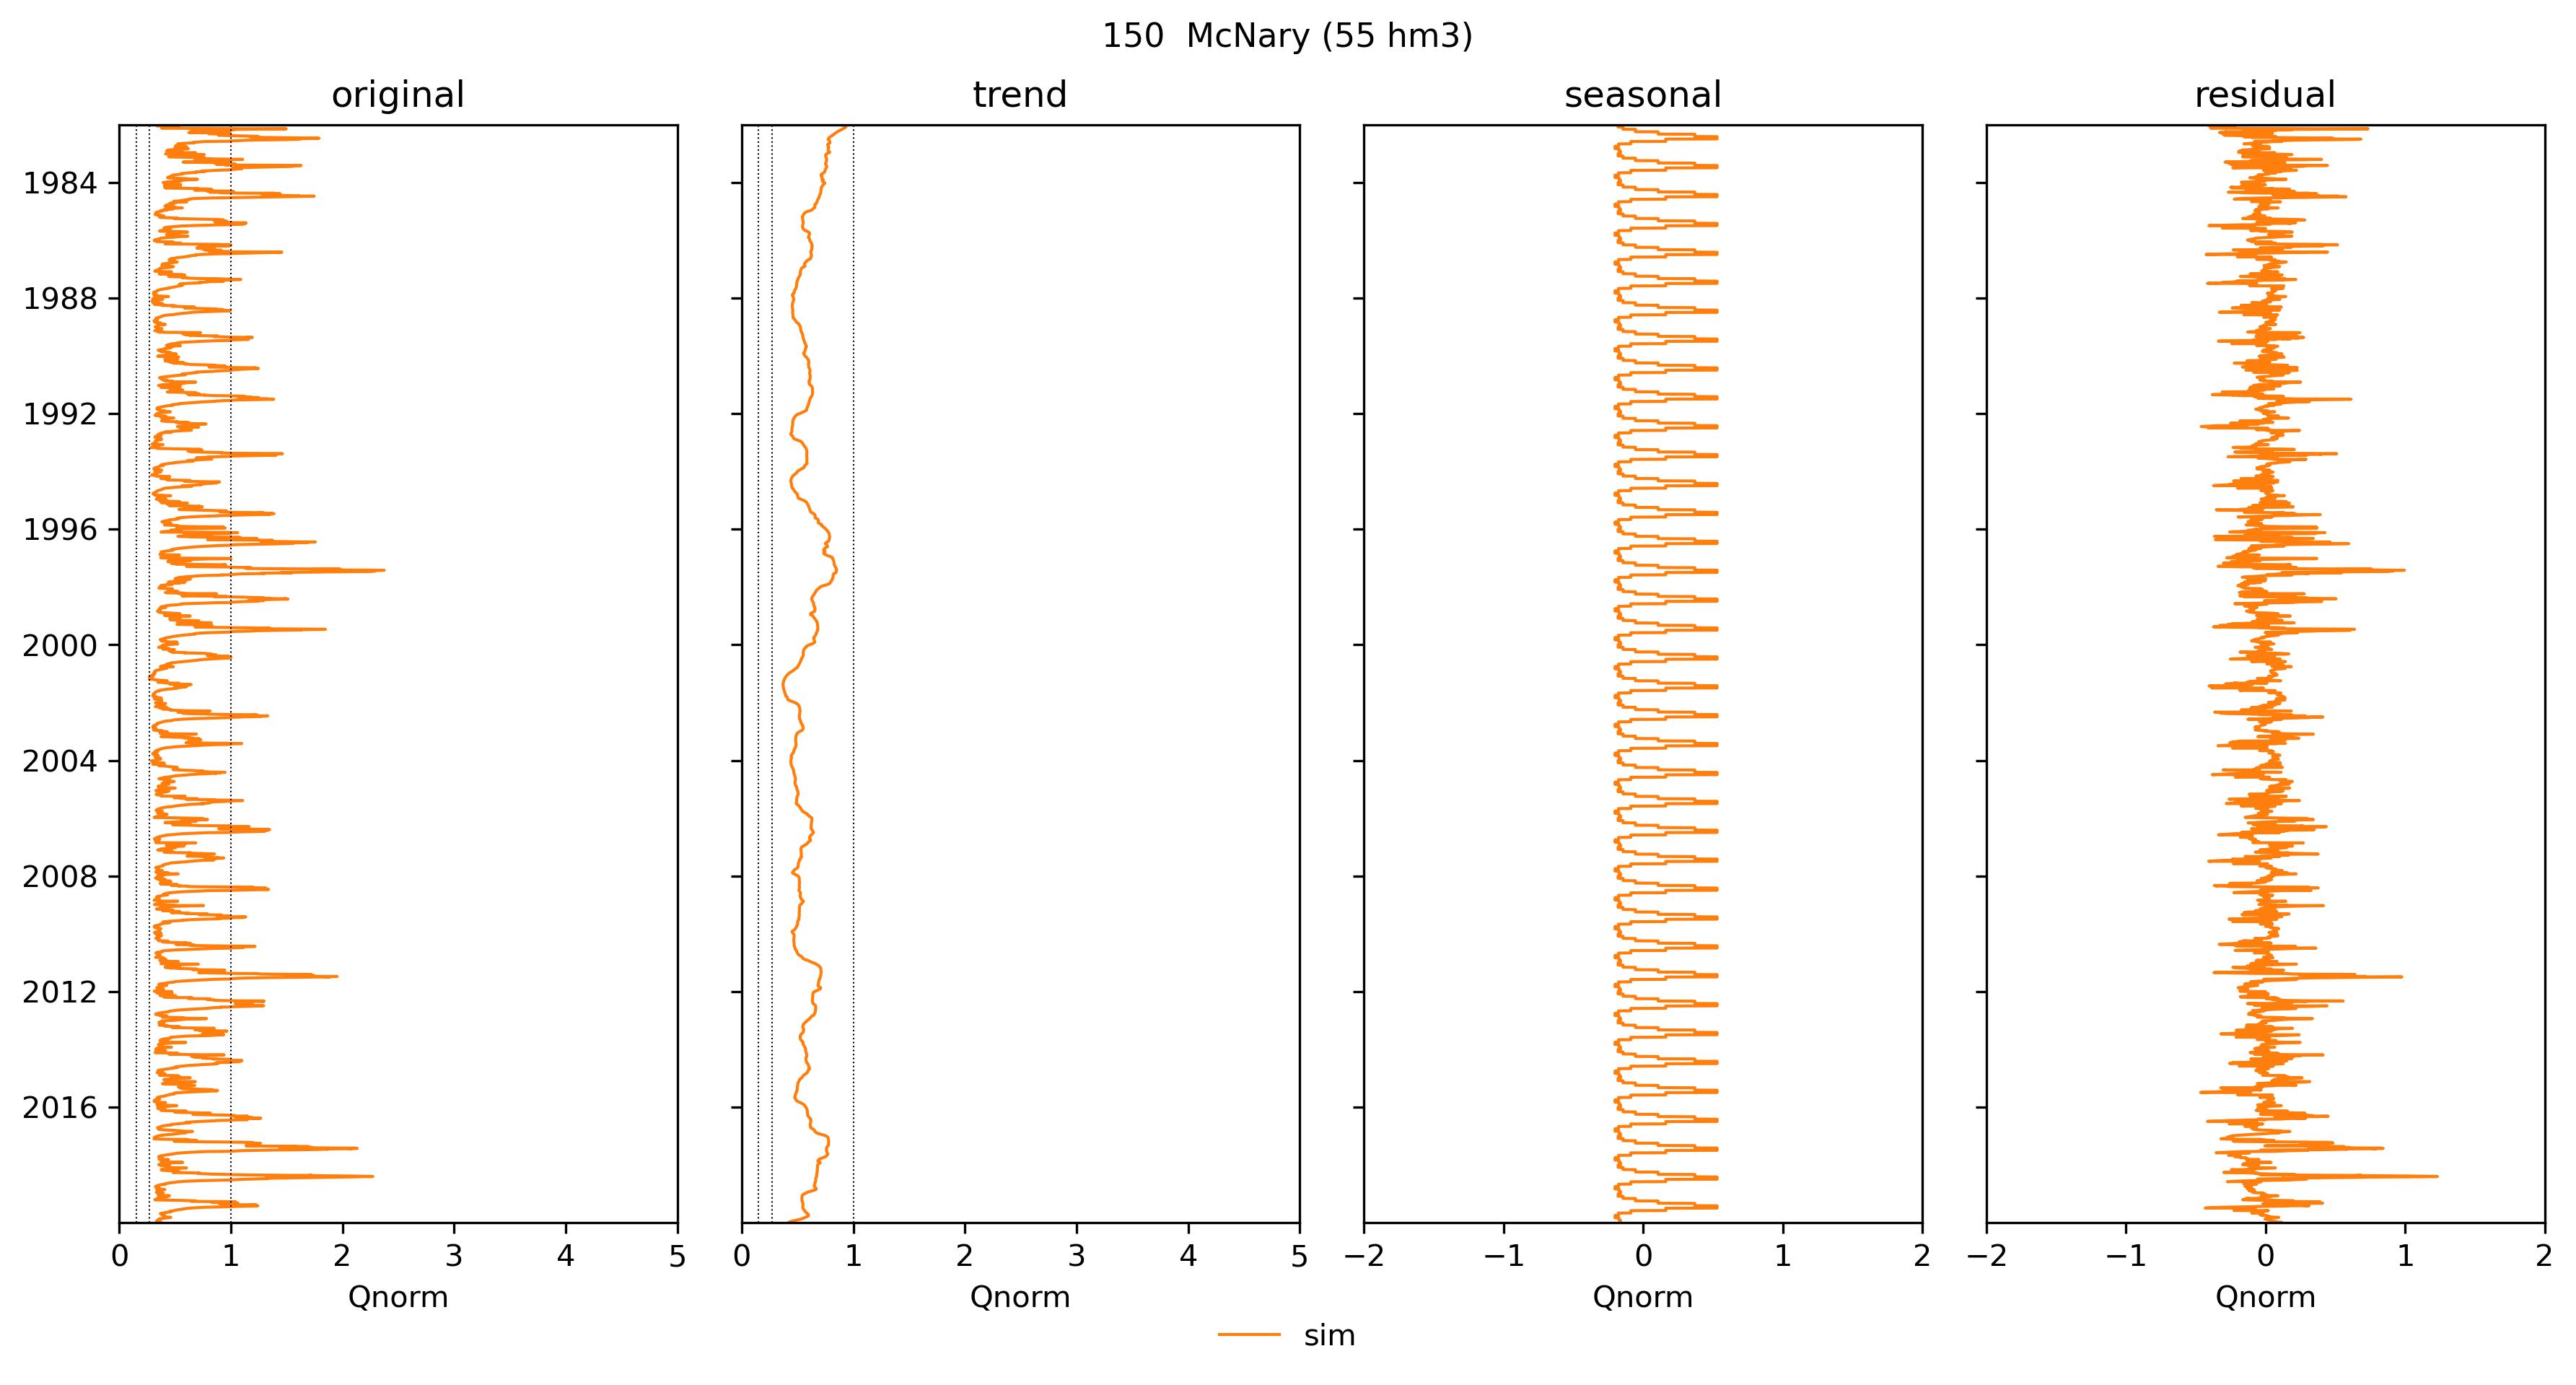 150  McNary (55 hm3)
original
trend
seasonal
residual
1984
1988
1992
1996
2000
2004
2008
2012
2016
0 1 2 3 4 5
0 1 2 3 4 5
−2 −1 0 1 2
−2 −1 0 1 2
Qnorm
Qnorm
Qnorm
Qnorm
sim